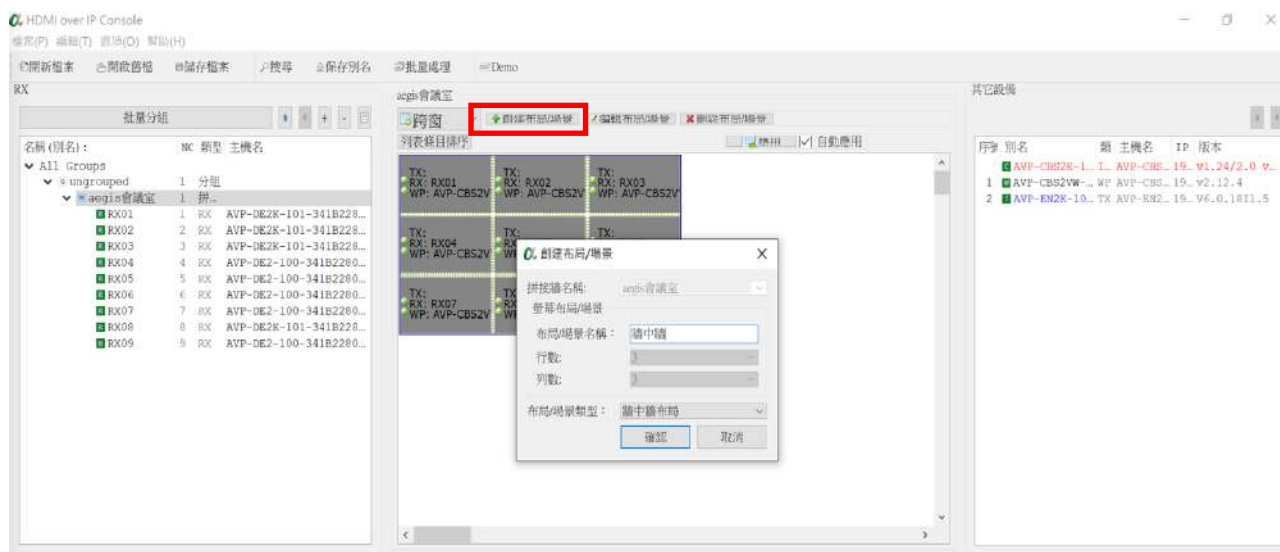 HDMI over IP Console
檔案(P) 編輯(T) 選項(O) 幫助(H)
開新檔案 開啟舊檔 儲存檔案 搜尋 保存別名 批量處理 Demo
RX
批量分組
+ -
名稱(別名): NC 類型 主機名
All Groups
ungrouped 1 分組
aegis會議室 1 拼…
RX01 1 RX AVP-DE2K-101-341B228…
RX02 2 RX AVP-DE2K-101-341B228…
RX03 3 RX AVP-DE2K-101-341B228…
RX04 4 RX AVP-DE2-100-341B2280…
RX05 5 RX AVP-DE2-100-341B2280…
RX06 6 RX AVP-DE2-100-341B2280…
RX07 7 RX AVP-DE2-100-341B2280…
RX08 8 RX AVP-DE2K-101-341B228…
RX09 9 RX AVP-DE2-100-341B2280…
aegis會議室
跨窗 創建布局/場景 編輯布局/場景 刪除布局/場景
列表條目排序 應用 自動應用
TX: TX: TX:
RX: RX01 RX: RX02 RX: RX03
WP: AVP-CBS2V WP: AVP-CBS2V WP: AVP-CBS2V
TX: TX: TX:
RX: RX04 RX
WP: AVP-CBS2V
TX: TX
RX: RX07 RX
WP: AVP-CBS2V
創建布局/場景
拼接牆名稱: aegis會議室
螢幕布局/場景
布局/場景名稱: 牆中牆
行數: 3
列數: 3
布局/場景類型: 牆中牆布局
確認 取消
其它設備
序號 別名 類 主機名 IP 版本
AVP-CBS2K-1… I… AVP-CBS… 19… v1.24/2.0 v…
1 AVP-CBS2VW-… WP AVP-CBS… 19… v2.12.4
2 AVP-EN2K-10… TX AVP-EN2… 19… V6.0.18I1.5